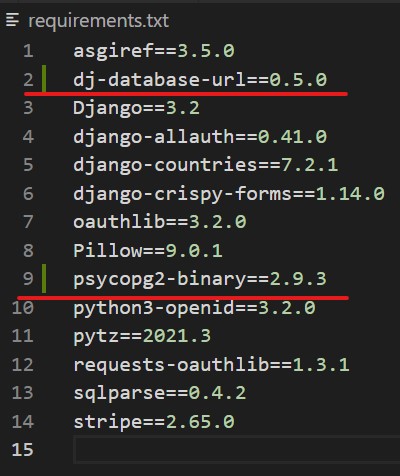 requirements.txt
1 asgiref==3.5.0
2 dj-database-url==0.5.0
3 Django==3.2
4 django-allauth==0.41.0
5 django-countries==7.2.1
6 django-crispy-forms==1.14.0
7 oauthlib==3.2.0
8 Pillow==9.0.1
9 psycopg2-binary==2.9.3
10 python3-openid==3.2.0
11 pytz==2021.3
12 requests-oauthlib==1.3.1
13 sqlparse==0.4.2
14 stripe==2.65.0
15